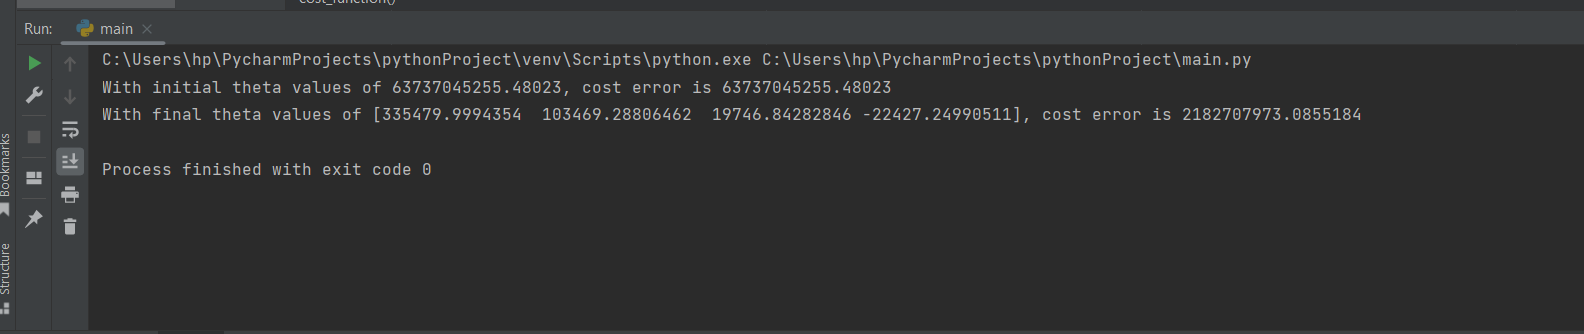 cost_function()
Run: main
C:\Users\hp\PycharmProjects\pythonProject\venv\Scripts\python.exe C:\Users\hp\PycharmProjects\pythonProject\main.py
With initial theta values of 63737045255.48023, cost error is 63737045255.48023
With final theta values of [335479.9994354  103469.28806462  19746.84282846 -22427.24990511], cost error is 2182707973.0855184
Process finished with exit code 0
Bookmarks
Structure